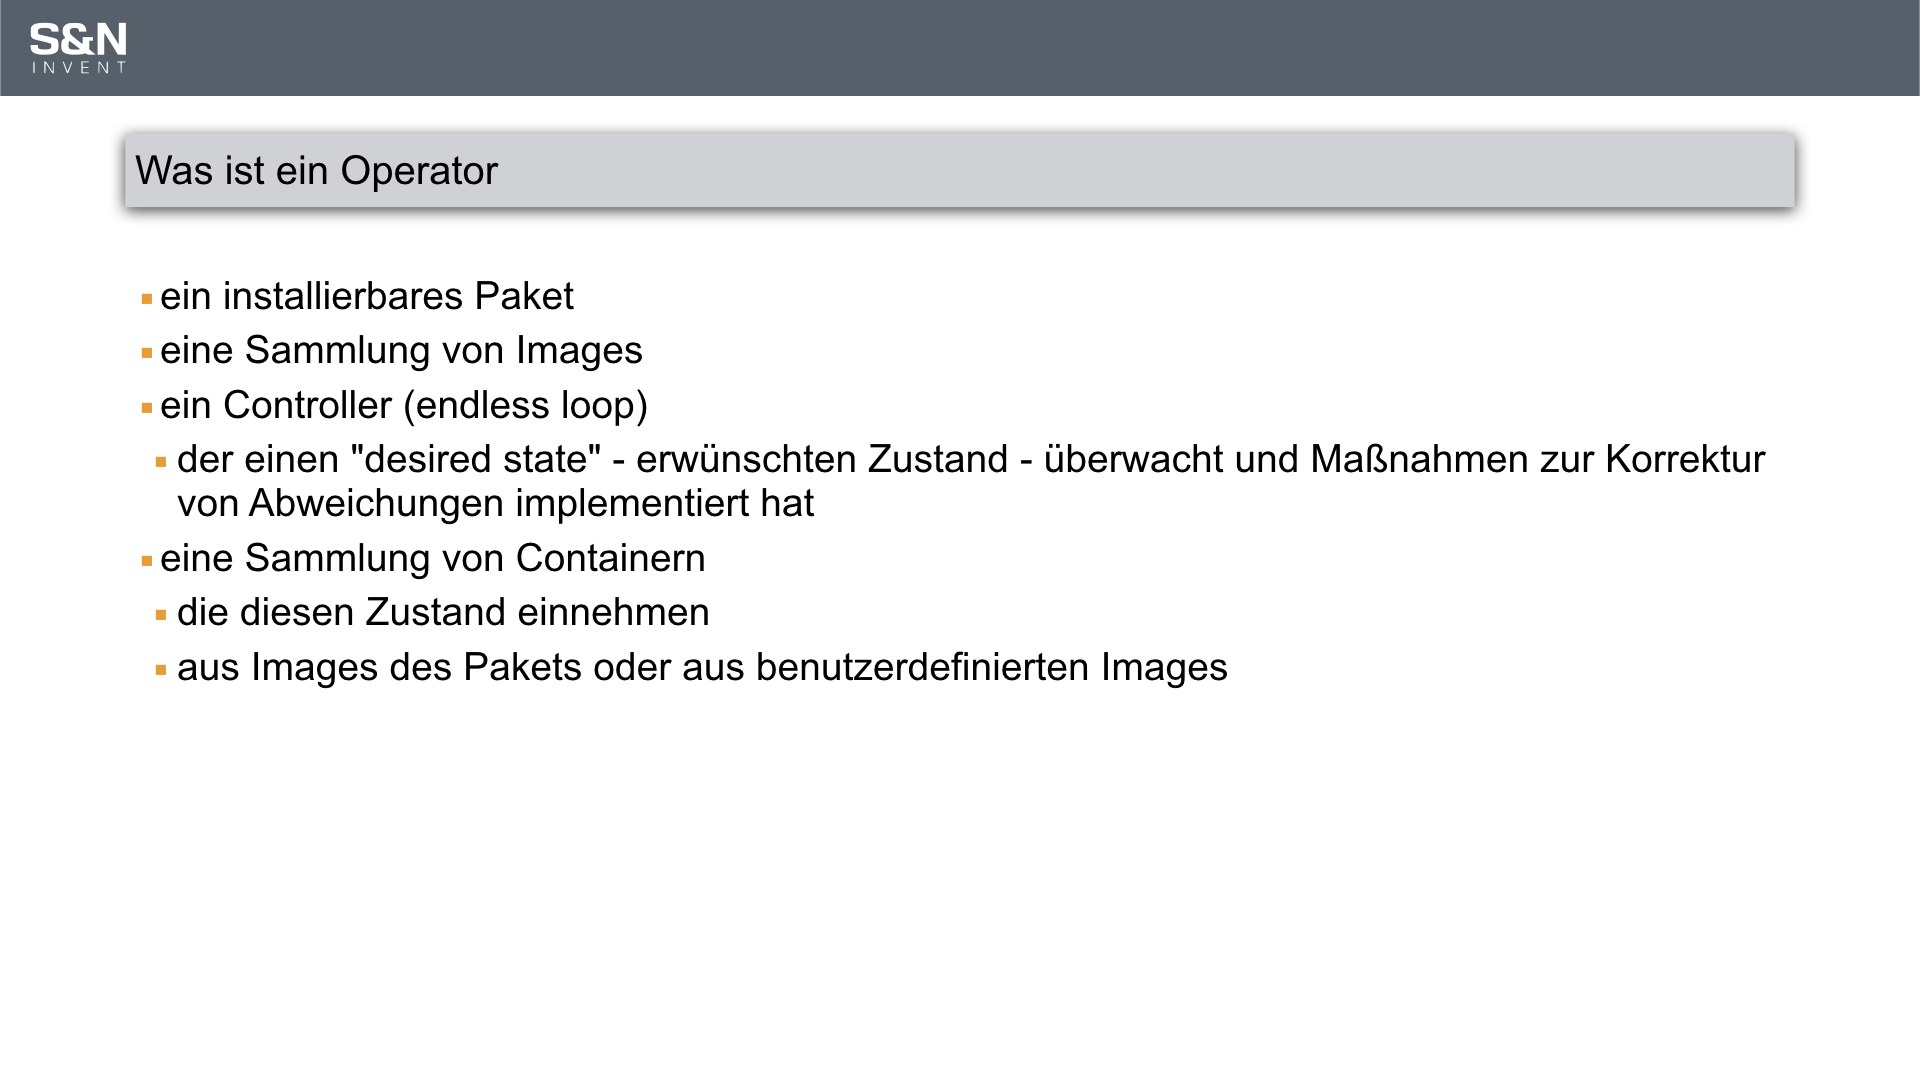 S&N
INVENT
Was ist ein Operator
ein installierbares Paket
eine Sammlung von Images
ein Controller (endless loop)
der einen "desired state" - erwünschten Zustand - überwacht und Maßnahmen zur Korrektur
von Abweichungen implementiert hat
eine Sammlung von Containern
die diesen Zustand einnehmen
aus Images des Pakets oder aus benutzerdefinierten Images